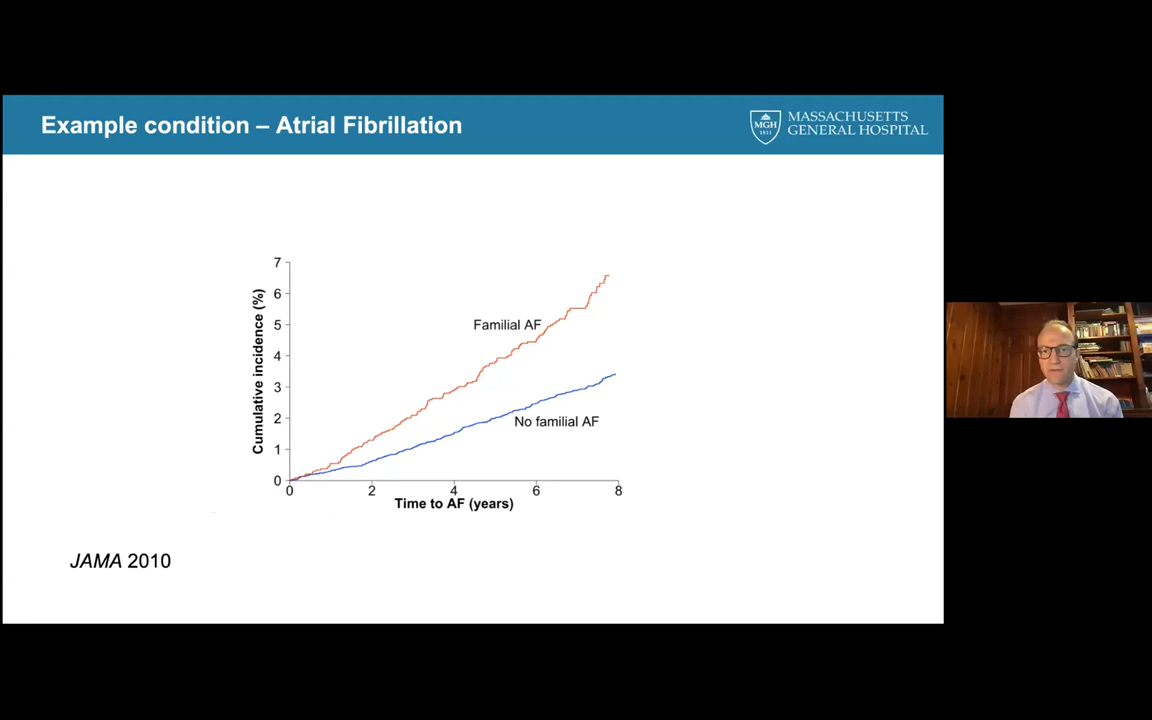 Example condition – Atrial Fibrillation
MGH
1811
MASSACHUSETTS
GENERAL HOSPITAL
7
6
5
4
3
2
1
0
Cumulative incidence (%)
Familial AF
No familial AF
0 2 4 6 8
Time to AF (years)
JAMA 2010